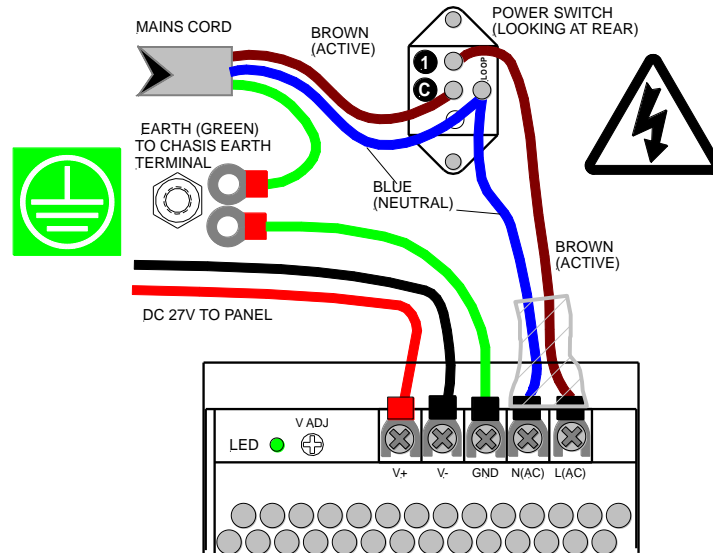 MAINS CORD
BROWN
(ACTIVE)
POWER SWITCH
(LOOKING AT REAR)
1
LOOP
C
EARTH (GREEN)
TO CHASIS EARTH
TERMINAL
BLUE
(NEUTRAL)
BROWN
(ACTIVE)
DC 27V TO PANEL
V ADJ
LED
V+
V-
GND
N(AC)
L(AC)